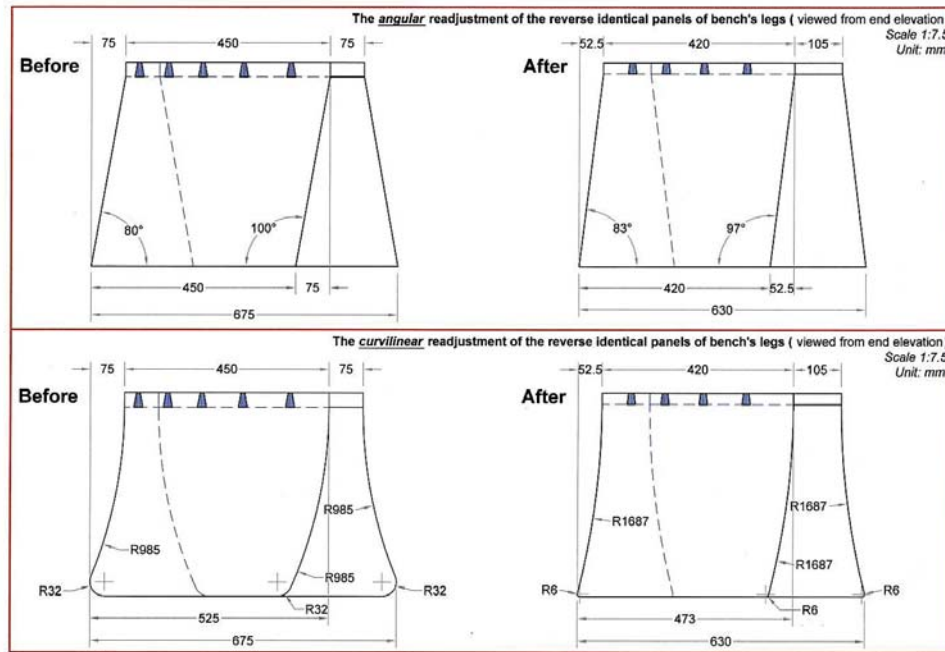 The angular readjustment of the reverse identical panels of bench's legs ( viewed from end elevation)
Scale 1:7.5
Unit: mm
Before
75
450
75
80°
100°
450
75
675
After
52.5
420
105
83°
97°
420
52.5
630
The curvilinear readjustment of the reverse identical panels of bench's legs ( viewed from end elevation)
Scale 1:7.5
Unit: mm
Before
75
450
75
R985
R985
R985
R32
R32
R32
525
675
After
52.5
420
105
R1687
R1687
R1687
R6
R6
R6
473
630